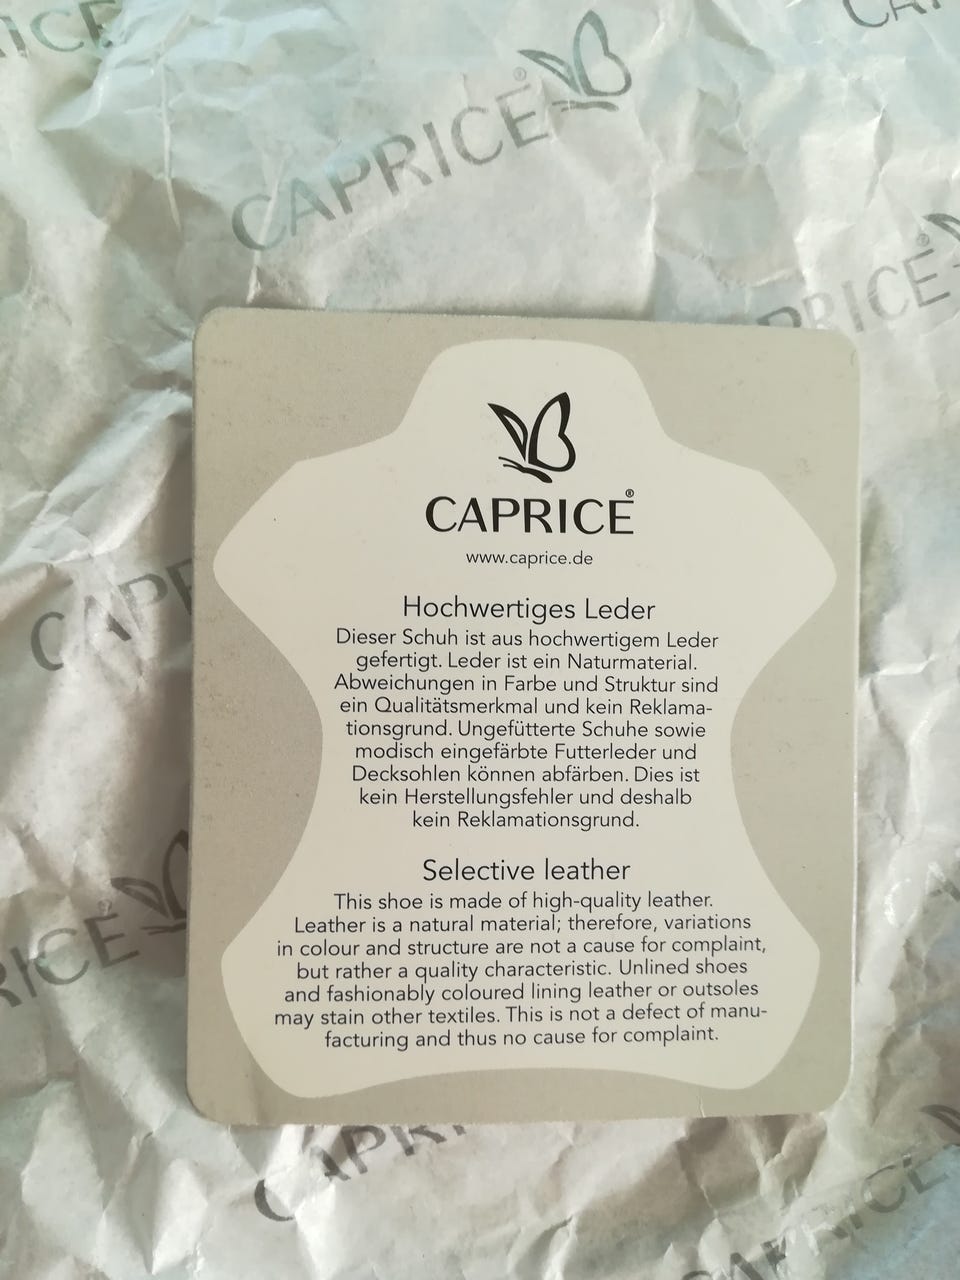 CAPRICE®
CAPRICE®
www.caprice.de
Hochwertiges Leder
Dieser Schuh ist aus hochwertigem Leder
gefertigt. Leder ist ein Naturmaterial.
Abweichungen in Farbe und Struktur sind
ein Qualitätsmerkmal und kein Reklama-
tionsgrund. Ungefütterte Schuhe sowie
modisch eingefärbte Futterleder und
Decksohlen können abfärben. Dies ist
kein Herstellungsfehler und deshalb
kein Reklamationsgrund.
Selective leather
This shoe is made of high-quality leather.
Leather is a natural material; therefore, variations
in colour and structure are not a cause for complaint,
but rather a quality characteristic. Unlined shoes
and fashionably coloured lining leather or outsoles
may stain other textiles. This is not a defect of manu-
facturing and thus no cause for complaint.